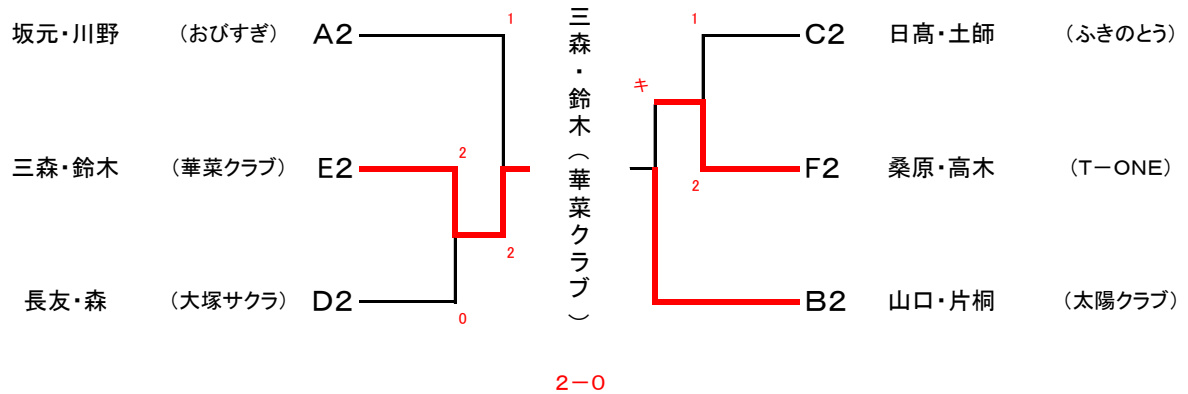 坂元・川野 (おびすぎ) A2 1
三森・鈴木 (華菜クラブ) E2 2
2
長友・森 (大塚サクラ) D2 0
三森・鈴木(華菜クラブ)
1 C2 日髙・土師 (ふきのとう)
キ
2 F2 桑原・高木 (T-ONE)
B2 山口・片桐 (太陽クラブ)
2-0